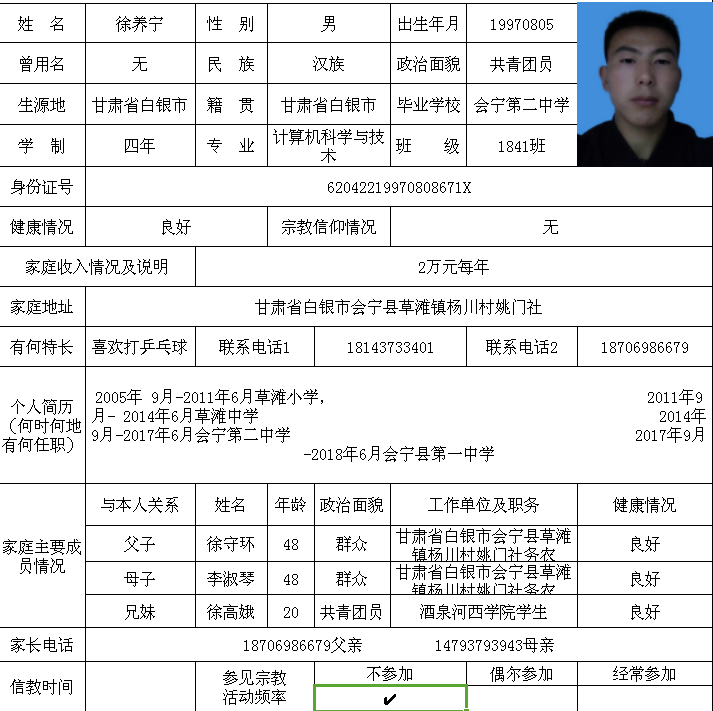 姓 名 徐养宁 性 别 男 出生年月 19970805
曾用名 无 民 族 汉族 政治面貌 共青团员
生源地 甘肃省白银市 籍 贯 甘肃省白银市 毕业学校 会宁第二中学
学 制 四年 专 业 计算机科学与技
术 班 级 1841班
身份证号 62042219970808671X
健康情况 良好 宗教信仰情况 无
家庭收入情况及说明 2万元每年
家庭地址 甘肃省白银市会宁县草滩镇杨川村姚门社
有何特长 喜欢打乒乓球 联系电话1 18143733401 联系电话2 18706986679
个人简历
（何时何地
有何任职）
2005年 9月-2011年6月草滩小学, 2011年9
月- 2014年6月草滩中学 2014年
9月-2017年6月会宁第二中学 2017年9月
-2018年6月会宁县第一中学
家庭主要成
员情况
与本人关系 姓名 年龄 政治面貌 工作单位及职务 健康情况
父子 徐守环 48 群众 甘肃省白银市会宁县草滩
镇杨川村姚门社务农 良好
母子 李淑琴 48 群众 甘肃省白银市会宁县草滩
镇杨川村姚门社务农 良好
兄妹 徐高娥 20 共青团员 酒泉河西学院学生 良好
家长电话 18706986679父亲 14793793943母亲
信教时间 参见宗教
活动频率 不参加 偶尔参加 经常参加
✔